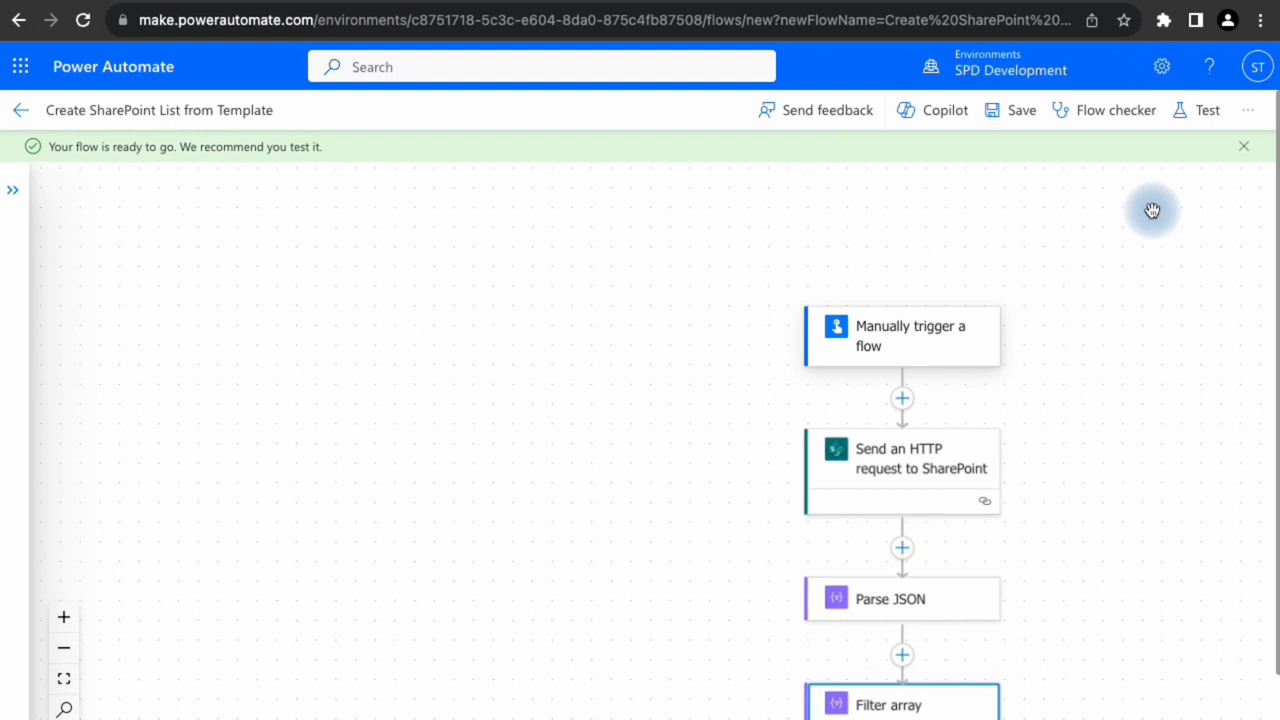 make.powerautomate.com/environments/c8751718-5c3c-e604-8da0-875c4fb87508/flows/new?newFlowName=Create%20SharePoint%20...
Power Automate
Search
Environments
SPD Development
?
ST
Create SharePoint List from Template
Send feedback
Copilot
Save
Flow checker
Test
...
Your flow is ready to go. We recommend you test it.
Manually trigger a
flow
Send an HTTP
request to SharePoint
Parse JSON
Filter array